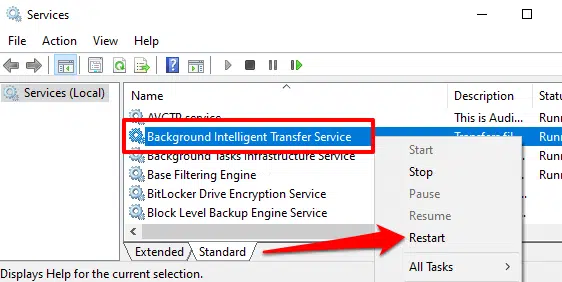 Services
File Action View Help
Services (Local)
Name Description Statu
AVCTP service This is Audi... Runn
Background Intelligent Transfer Service Transfers fil... Runn
Background Tasks Infrastructure Service Runn
Base Filtering Engine Runn
BitLocker Drive Encryption Service
Block Level Backup Engine Service
Start
Stop
Pause
Resume
Restart
All Tasks
Extended Standard
Displays Help for the current selection.